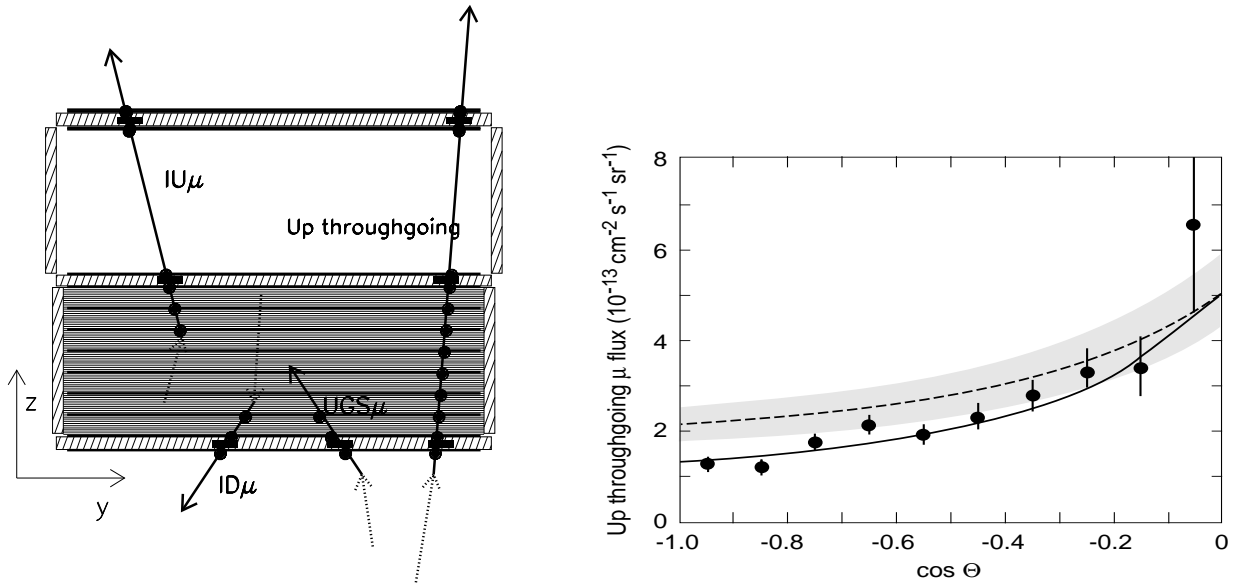 IUμ
Up throughgoing
UGSμ
IDμ
z
y
Up throughgoing μ flux (10⁻¹³ cm⁻² s⁻¹ sr⁻¹)
8
6
4
2
0
-1.0 -0.8 -0.6 -0.4 -0.2 0
cos Θ